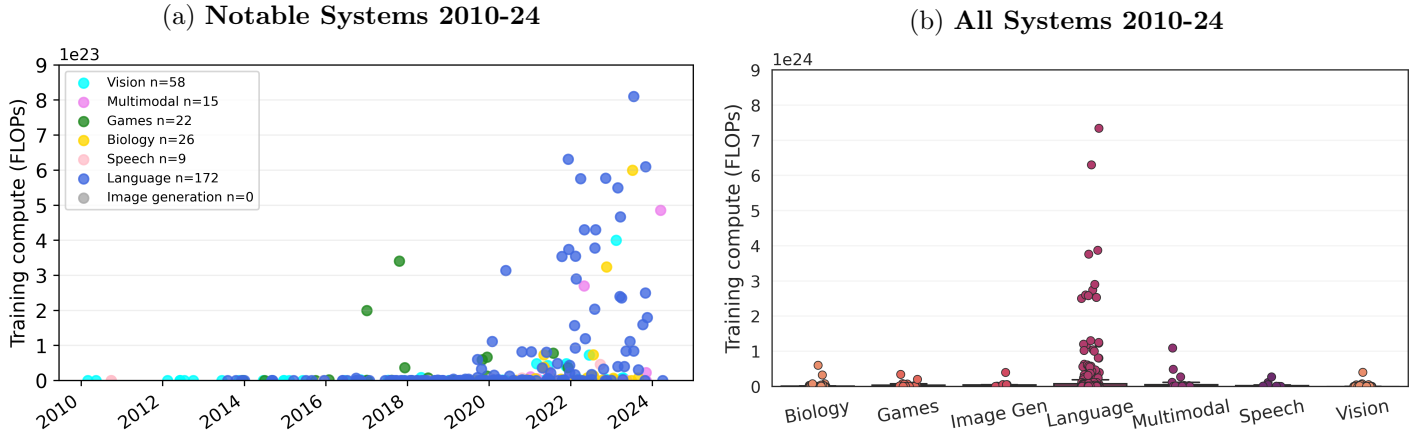 (a) Notable Systems 2010-24
1e23
9
8
7
6
5
4
3
2
1
0
Training compute (FLOPs)
Vision n=58
Multimodal n=15
Games n=22
Biology n=26
Speech n=9
Language n=172
Image generation n=0
2010
2012
2014
2016
2018
2020
2022
2024
(b) All Systems 2010-24
1e24
9
8
7
6
5
4
3
2
1
0
Training compute (FLOPs)
Biology
Games
Image Gen
Language
Multimodal
Speech
Vision